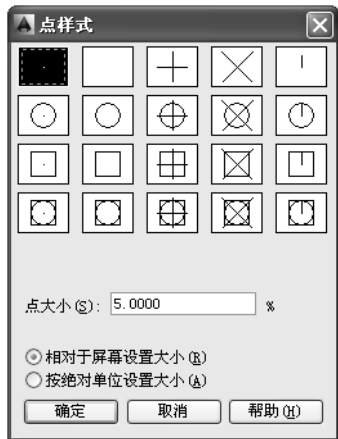 点样式
点大小(S): 5.0000 %
相对于屏幕设置大小(R)
按绝对单位设置大小(A)
确定 取消 帮助(H)